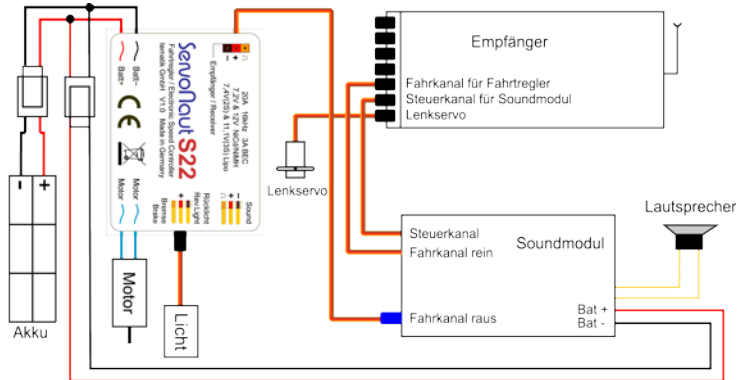 Batt+
Batt-
ServoNaut S22
Fahrtregler / Electronic Speed Controller
tematik GmbH V1.0 Made in Germany
Empfänger / Receiver
20A 16kHz 3A BEC
7.2V & 12V NiCd/NiMH
7.4V(2S) & 11.1V(3S) Lipo
CE
Motor
Motor
Bremse
Brake
Rücklicht
Rev.Light
Sound
- +
Akku
Motor
Licht
Lenkservo
Empfänger
Fahrkanal für Fahrtregler
Steuerkanal für Soundmodul
Lenkservo
Steuerkanal
Fahrkanal rein
Soundmodul
Fahrkanal raus
Bat +
Bat -
Lautsprecher